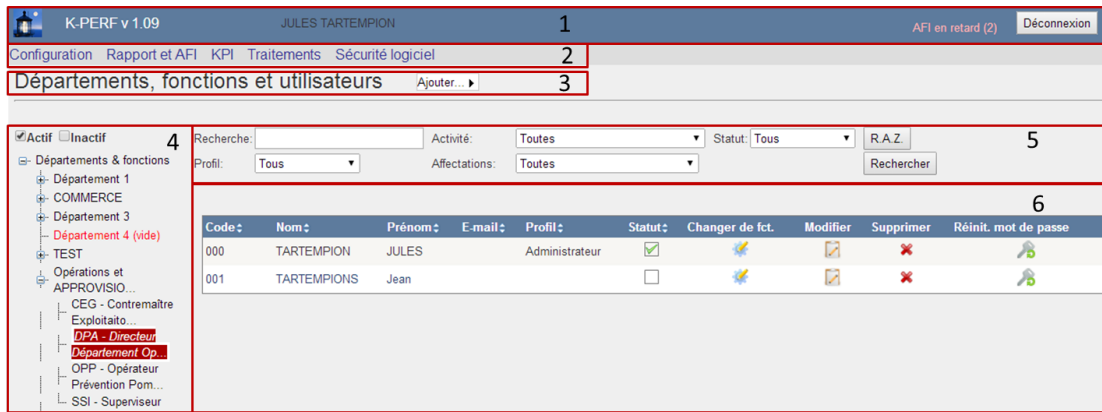 K-PERF v 1.09 JULES TARTEMPION 1 AFI en retard (2) Déconnexion
Configuration Rapport et AFI KPI Traitements Sécurité logiciel 2
Départements, fonctions et utilisateurs Ajouter... 3
Actif Inactif 4
Départements & fonctions
Département 1
COMMERCE
Département 3
Département 4 (vide)
TEST
Opérations et
APPROVISIO...
CEG - Contremaître
Exploitaito...
DPA - Directeur
Département Op...
OPP - Opérateur
Prévention Pom...
SSI - Superviseur
Recherche: Activité: Toutes Statut: Tous R.A.Z. 5
Profil: Tous Affectations: Toutes Rechercher
6
Code Nom Prénom E-mail Profil Statut Changer de fct. Modifier Supprimer Réinit. mot de passe
000 TARTEMPION JULES Administrateur
001 TARTEMPIONS Jean